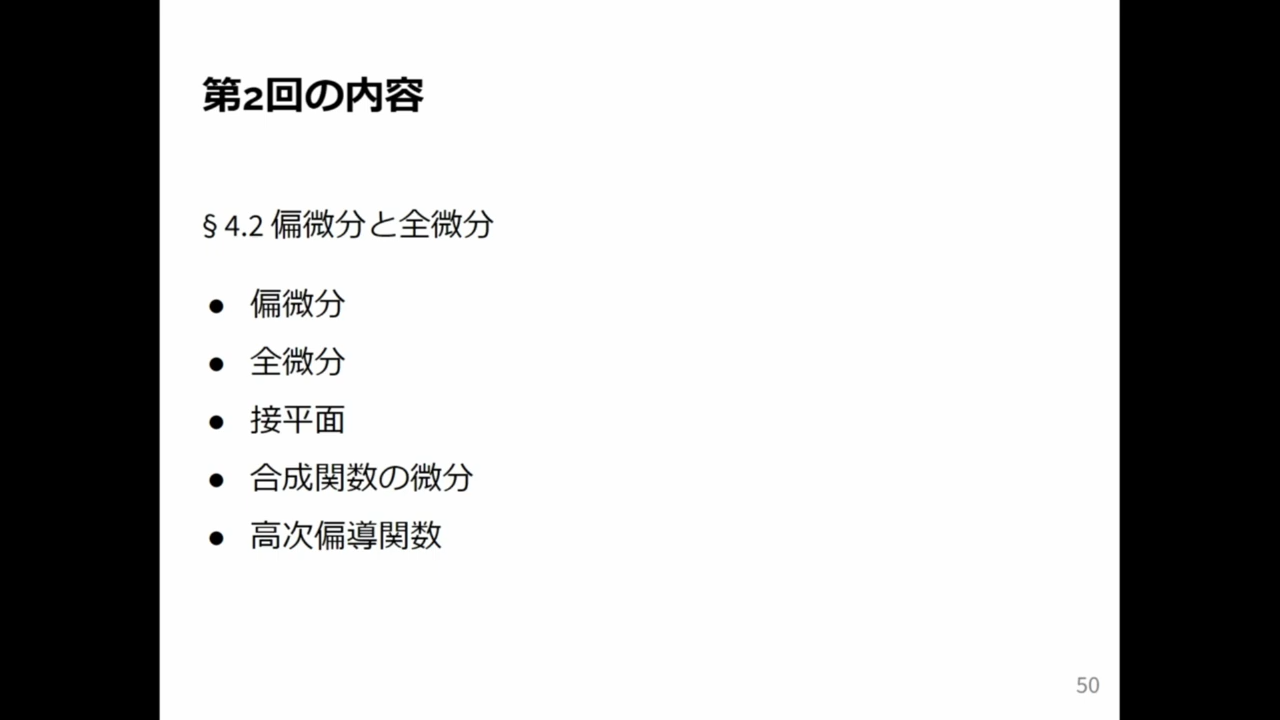 第2回の内容
§ 4.2 偏微分と全微分
● 偏微分
● 全微分
● 接平面
● 合成関数の微分
● 高次偏導関数
50